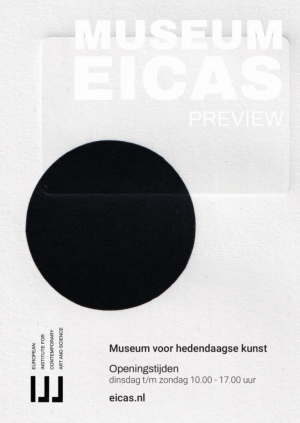 MUSEUM
EICAS
PREVIEW
EUROPEAN
INSTITUTE FOR
CONTEMPORARY
ART AND SCIENCE
Museum voor hedendaagse kunst
Openingstijden
dinsdag t/m zondag 10.00 - 17.00 uur
eicas.nl